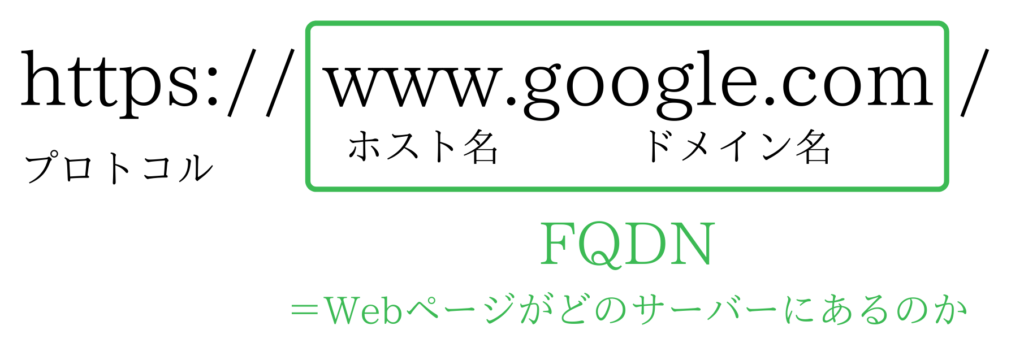 https:// www.google.com /
ホスト名 ドメイン名
プロトコル
FQDN
=Webページがどのサーバーにあるのか